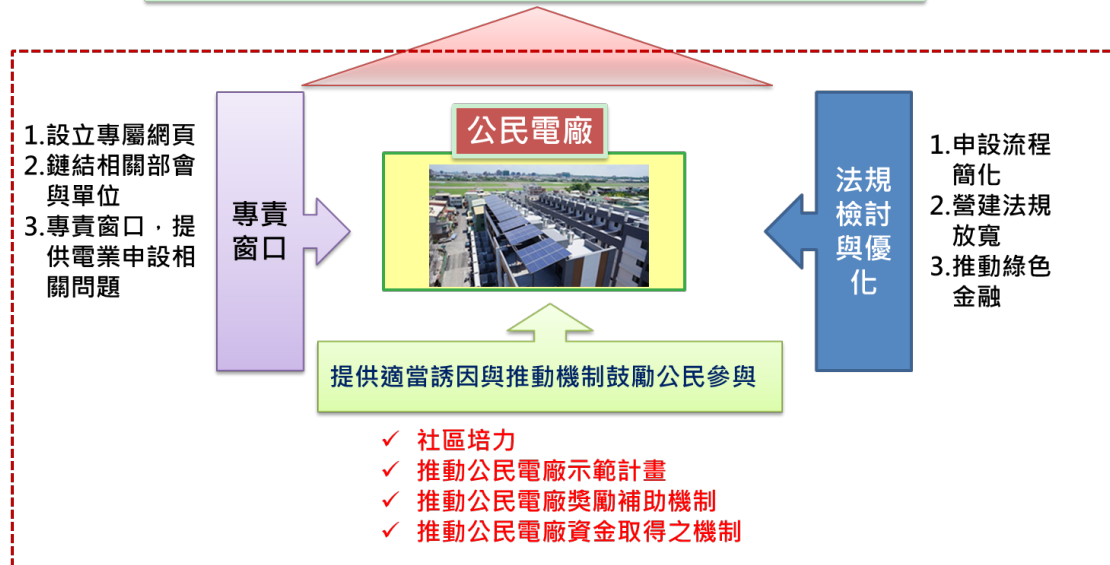 公民電廠
1.設立專屬網頁
2.鏈結相關部會
與單位
3.專責窗口，提
供電業申設相
關問題
專責
窗口
法規
檢討
與優
化
1.申設流程
簡化
2.營建法規
放寬
3.推動綠色
金融
提供適當誘因與推動機制鼓勵公民參與
✓ 社區培力
✓ 推動公民電廠示範計畫
✓ 推動公民電廠獎勵補助機制
✓ 推動公民電廠資金取得之機制